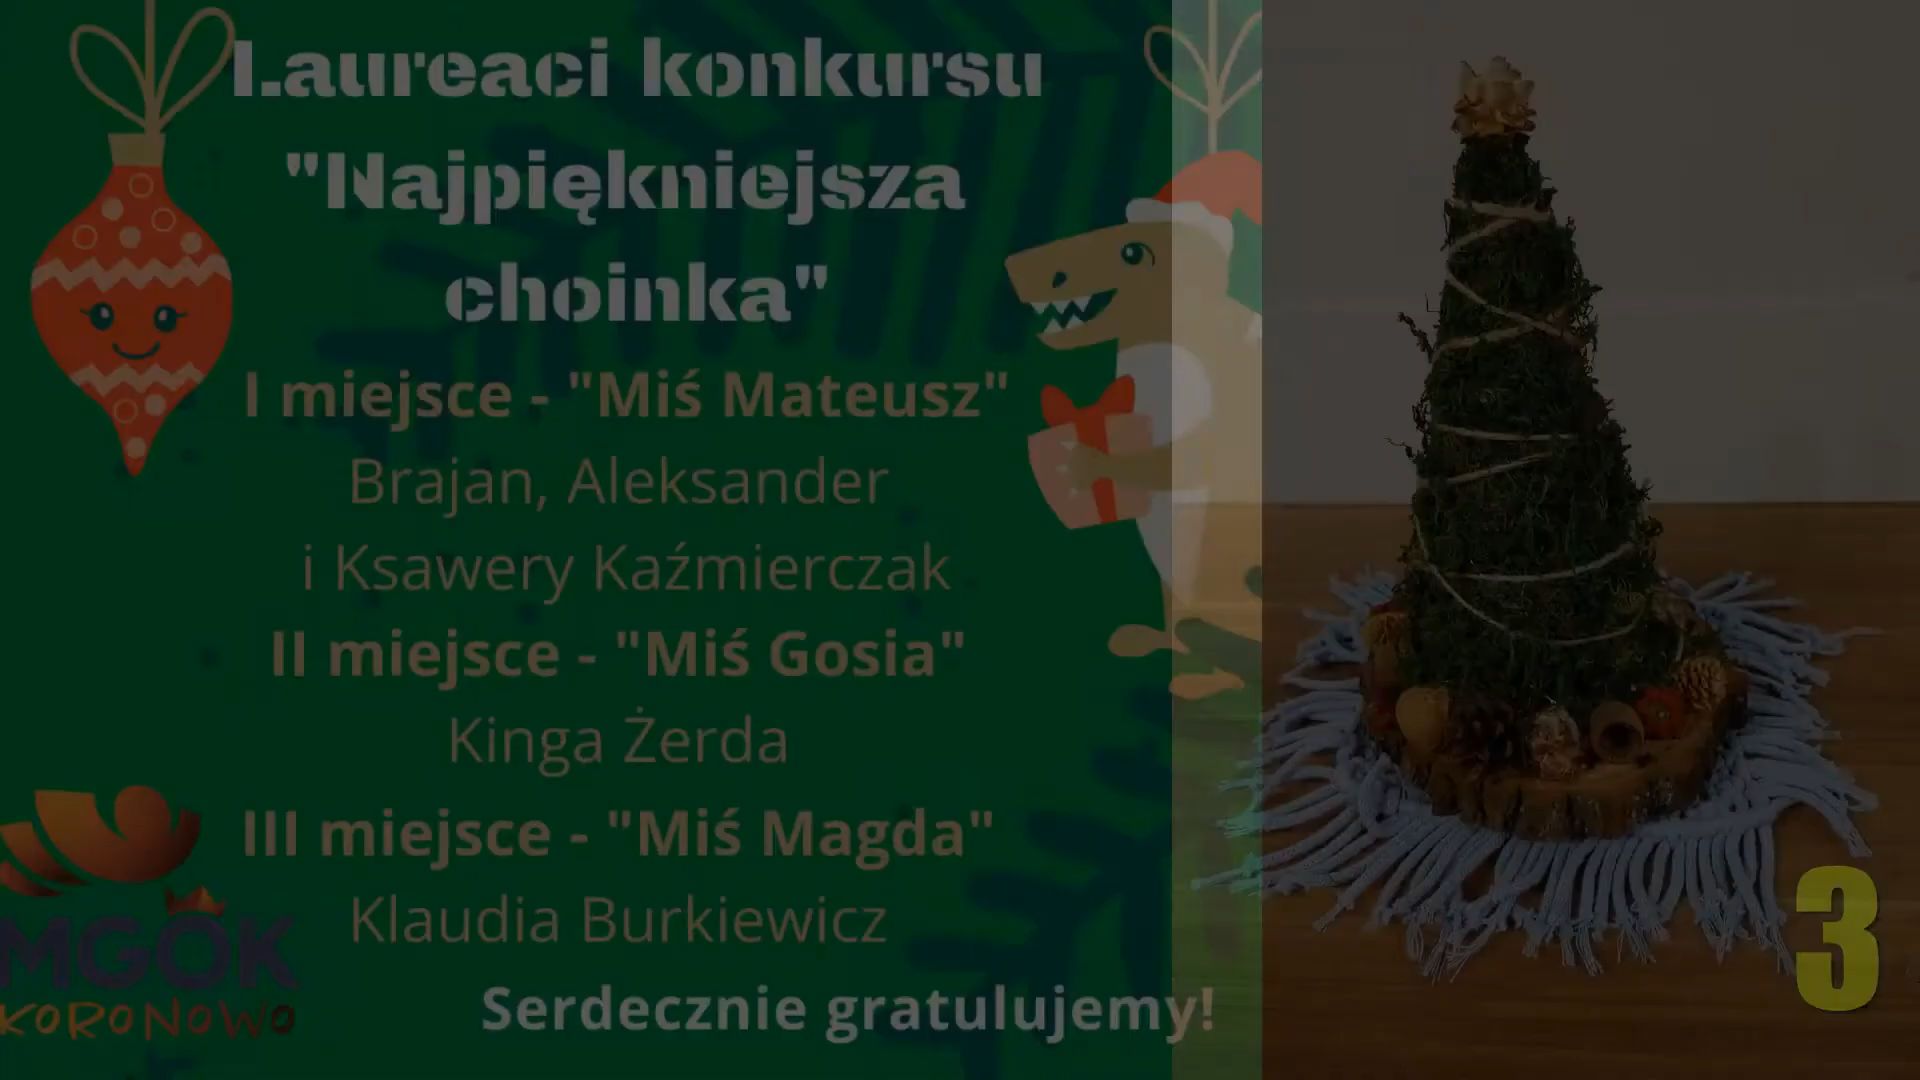 Laureaci konkursu
"Najpiękniejsza
choinka"
I miejsce - "Miś Mateusz"
Brajan, Aleksander
i Ksawery Kaźmierczak
II miejsce - "Miś Gosia"
Kinga Żerda
III miejsce - "Miś Magda"
Klaudia Burkiewicz
Serdecznie gratulujemy!
MGOK
KORONOWO
3